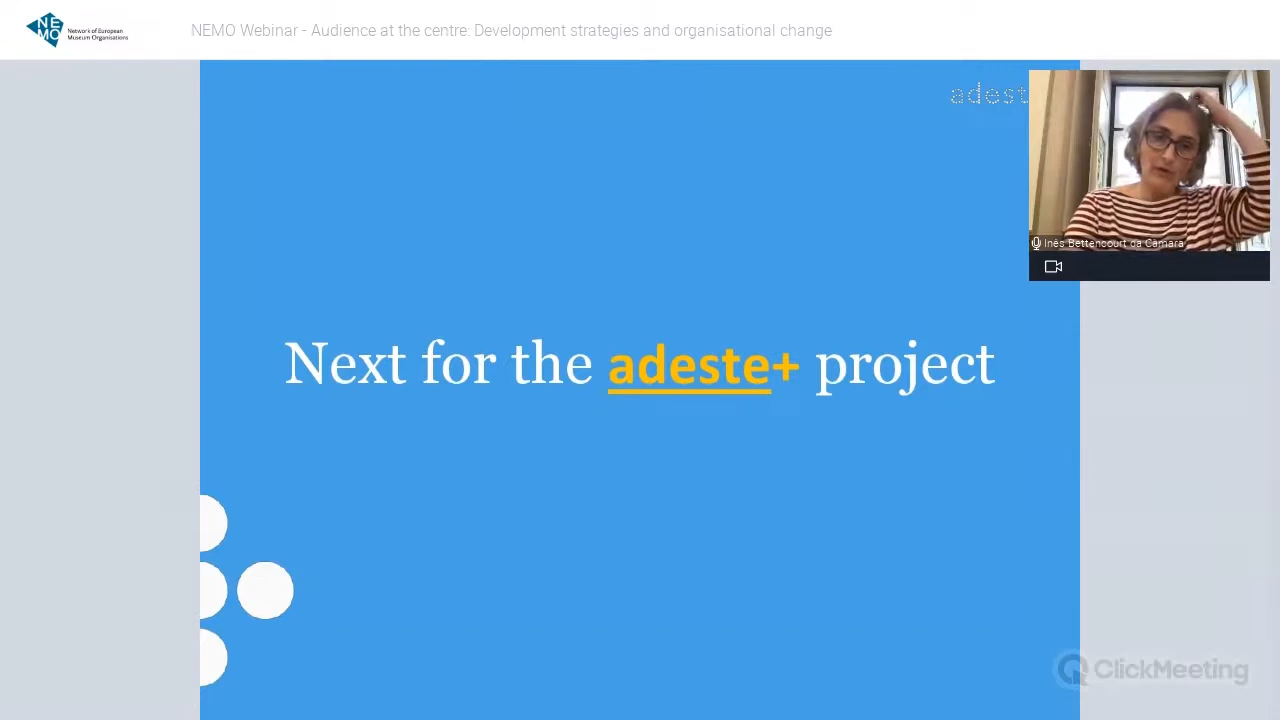 NEMO
Network of European
Museum Organisations
NEMO Webinar - Audience at the centre: Development strategies and organisational change
adest
Inês Bettencourt da Câmara
Next for the adeste+ project
ClickMeeting